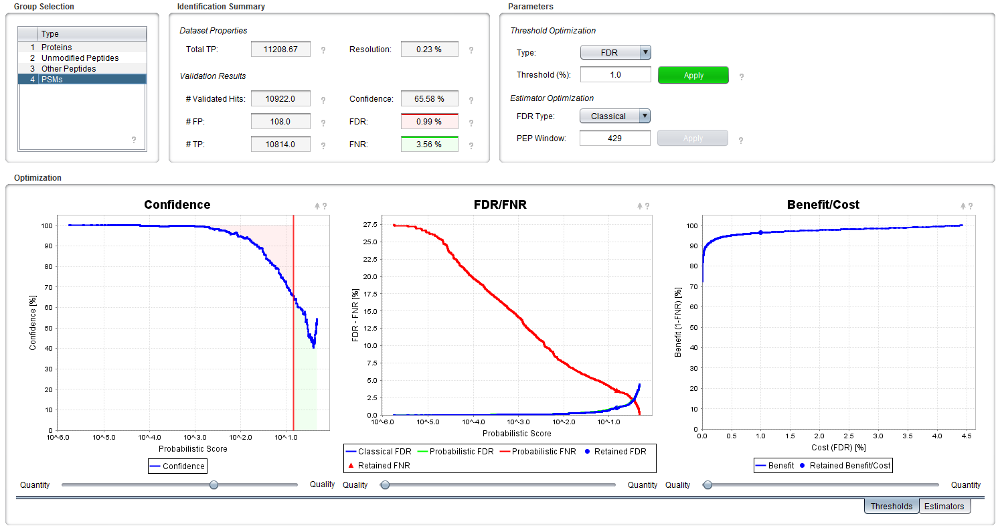 Group Selection
Type
1 Proteins
2 Unmodified Peptides
3 Other Peptides
4 PSMs
?
Identification Summary
Dataset Properties
Total TP: 11208.67 ? Resolution: 0.23 % ?
Validation Results
# Validated Hits: 10922.0 ? Confidence: 65.58 % ?
# FP: 108.0 ? FDR: 0.99 % ?
# TP: 10814.0 ? FNR: 3.56 % ?
Parameters
Threshold Optimization
Type: FDR
Threshold (%): 1.0 Apply ?
Estimator Optimization
FDR Type: Classical
PEP Window: 429 Apply ?
Optimization
Confidence ?
Confidence [%]
100
90
80
70
60
50
40
30
20
10
0
10^-6.0 10^-5.0 10^-4.0 10^-3.0 10^-2.0 10^-1.0
Probabilistic Score
Confidence
Quantity Quality
FDR/FNR ?
FDR - FNR [%]
27.5
25.0
22.5
20.0
17.5
15.0
12.5
10.0
7.5
5.0
2.5
0.0
10^-6.0 10^-5.0 10^-4.0 10^-3.0 10^-2.0 10^-1.0
Probabilistic Score
Classical FDR Probabilistic FDR Probabilistic FNR Retained FDR
Retained FNR
Quality Quantity
Benefit/Cost ?
Benefit (1-FNR) [%]
100
90
80
70
60
50
40
30
20
10
0
0.0 0.5 1.0 1.5 2.0 2.5 3.0 3.5 4.0 4.5
Cost (FDR) [%]
Benefit Retained Benefit/Cost
Quality Quantity
Thresholds Estimators